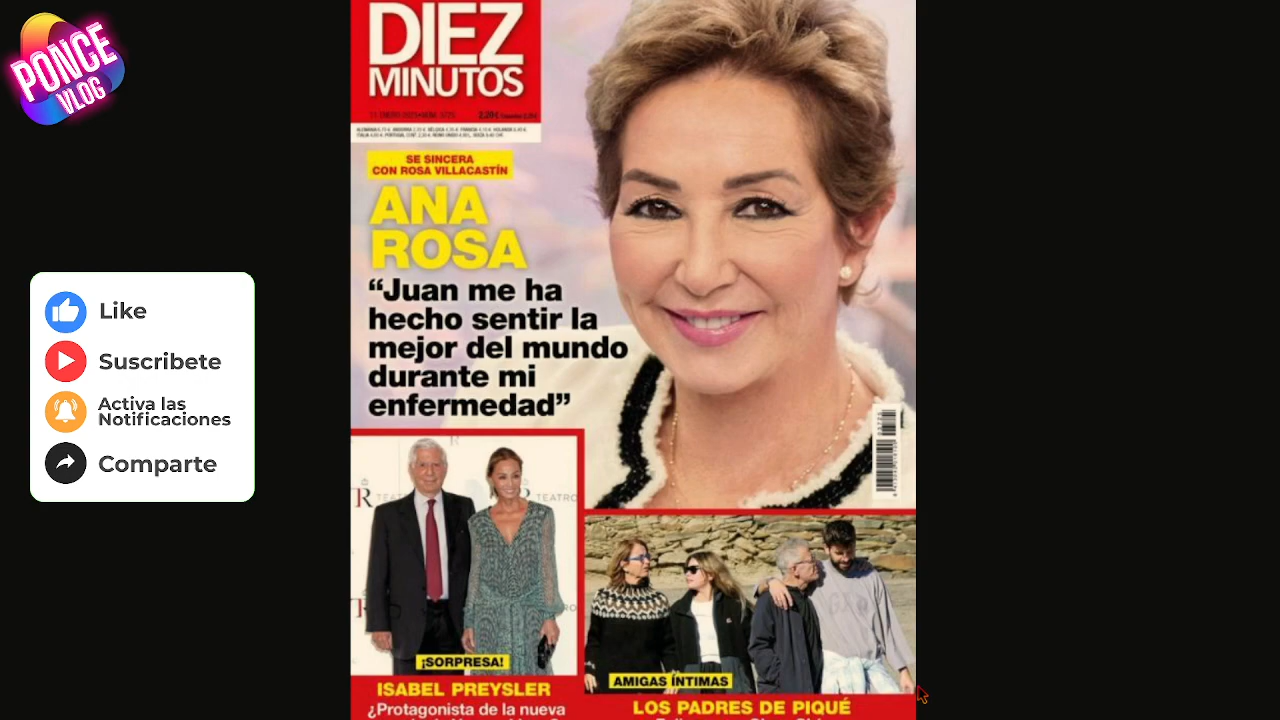 PONCE
VLOG
Like
Suscribete
Activa las
Notificaciones
Comparte
DIEZ
MINUTOS
SE SINCERA
CON ROSA VILLACASTÍN
ANA
ROSA
“Juan me ha
hecho sentir la
mejor del mundo
durante mi
enfermedad”
TR TEATRO
¡SORPRESA!
ISABEL PREYSLER
¿Protagonista de la nueva
AMIGAS ÍNTIMAS
LOS PADRES DE PIQUÉ